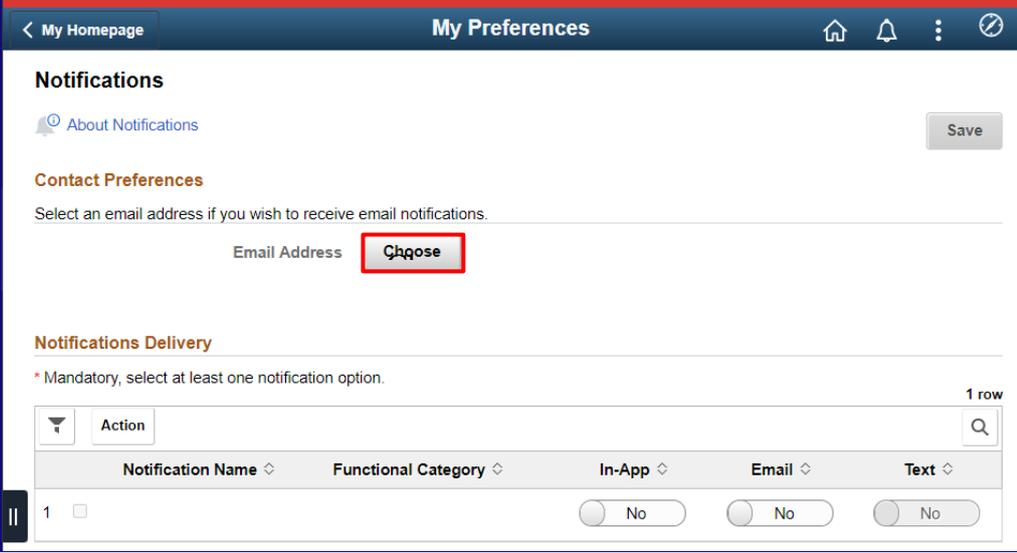 My Homepage
My Preferences
Notifications
About Notifications
Save
Contact Preferences
Select an email address if you wish to receive email notifications.
Email Address Choose
Notifications Delivery
* Mandatory, select at least one notification option.
1 row
Action
Notification Name Functional Category In-App Email Text
1 No No No